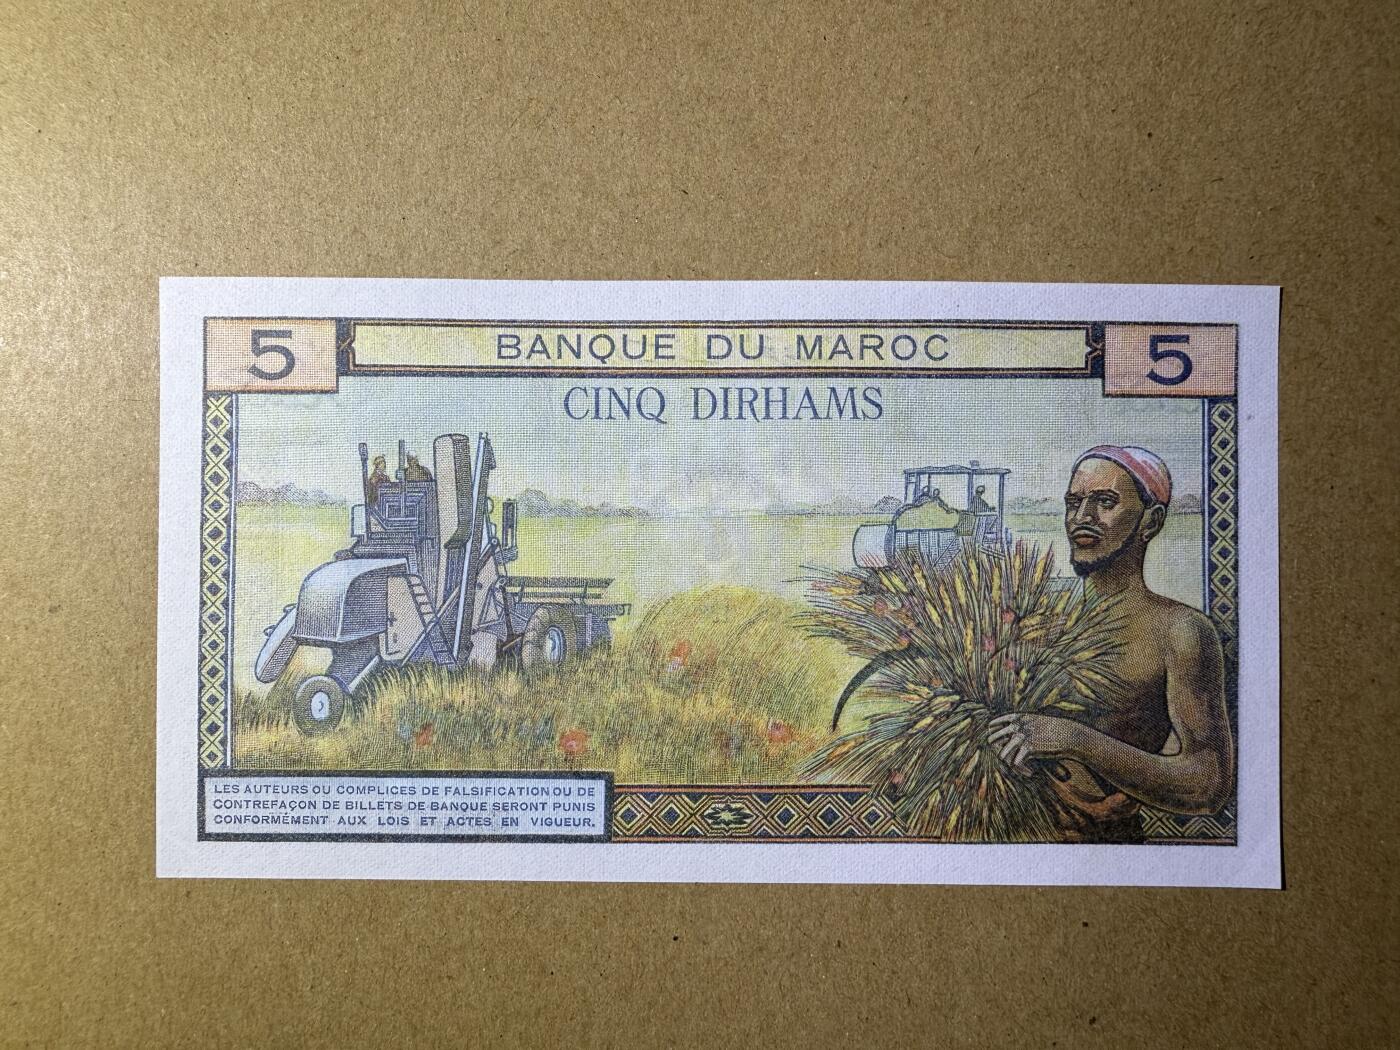 5 BANQUE DU MAROC 5
CINQ DIRHAMS
LES AUTEURS OU COMPLICES DE FALSIFICATION OU DE
CONTREFAÇON DE BILLETS DE BANQUE SERONT PUNIS
CONFORMÉMENT AUX LOIS ET ACTES EN VIGUEUR.